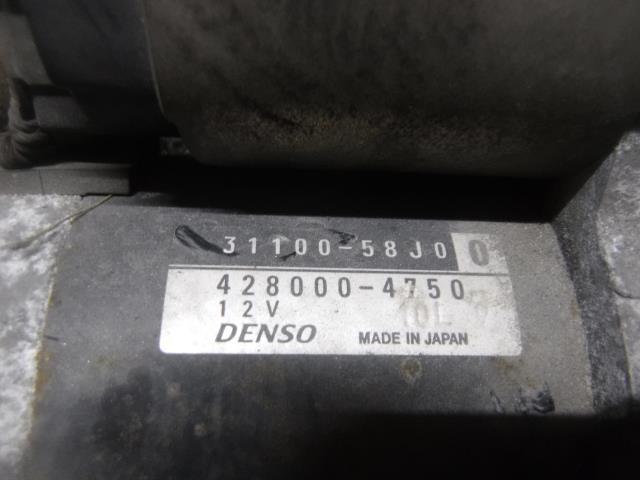 31100-58J0 0
428000-4750
12V
DENSO MADE IN JAPAN